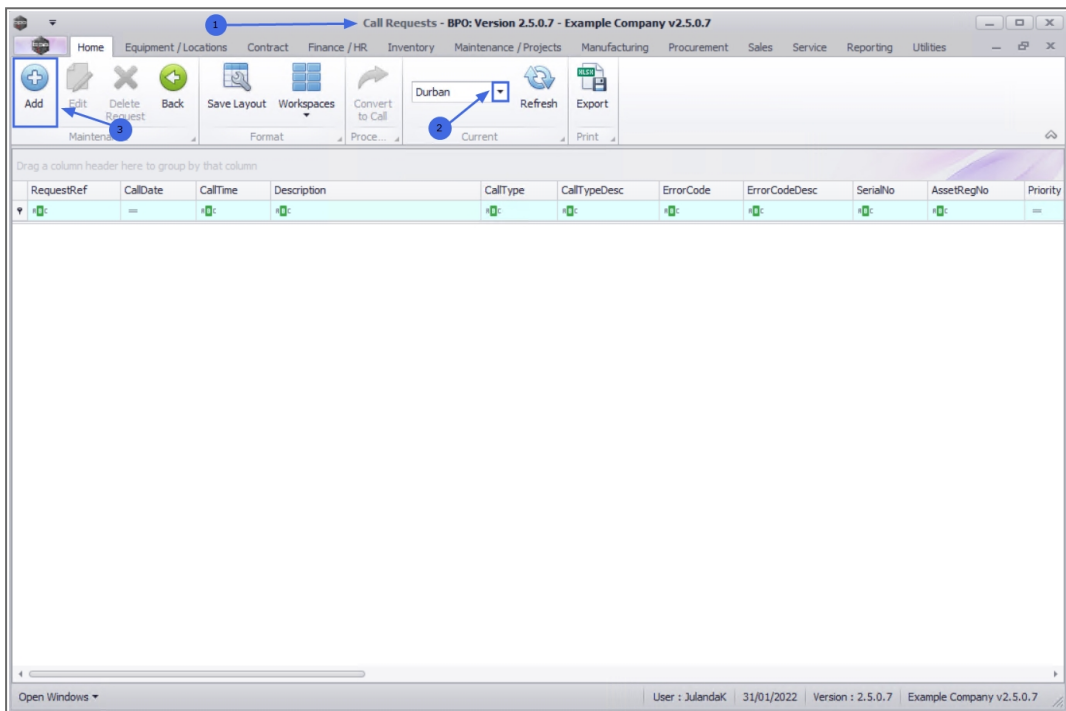 1
Call Requests - BPO: Version 2.5.0.7 - Example Company v2.5.0.7
Home Equipment / Locations Contract Finance / HR Inventory Maintenance / Projects Manufacturing Procurement Sales Service Reporting Utilities
Add Edit Delete Request Back Save Layout Workspaces Convert to Call Durban Refresh XLSX Export
3 2
Format Proce... Current Print
Drag a column header here to group by that column
RequestRef CallDate CallTime Description CallType CallTypeDesc ErrorCode ErrorCodeDesc SerialNo AssetRegNo Priority
Open Windows User : JulandaK 31/01/2022 Version : 2.5.0.7 Example Company v2.5.0.7